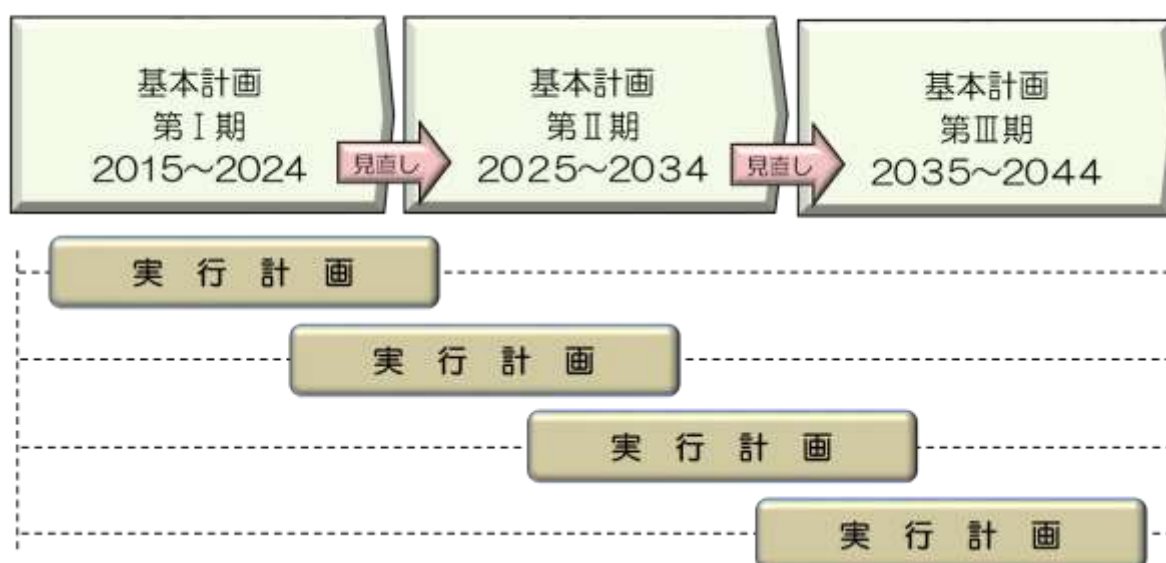 基本計画
第Ⅰ期
2015～2024
見直し
基本計画
第Ⅱ期
2025～2034
見直し
基本計画
第Ⅲ期
2035～2044
実行計画
実行計画
実行計画
実行計画